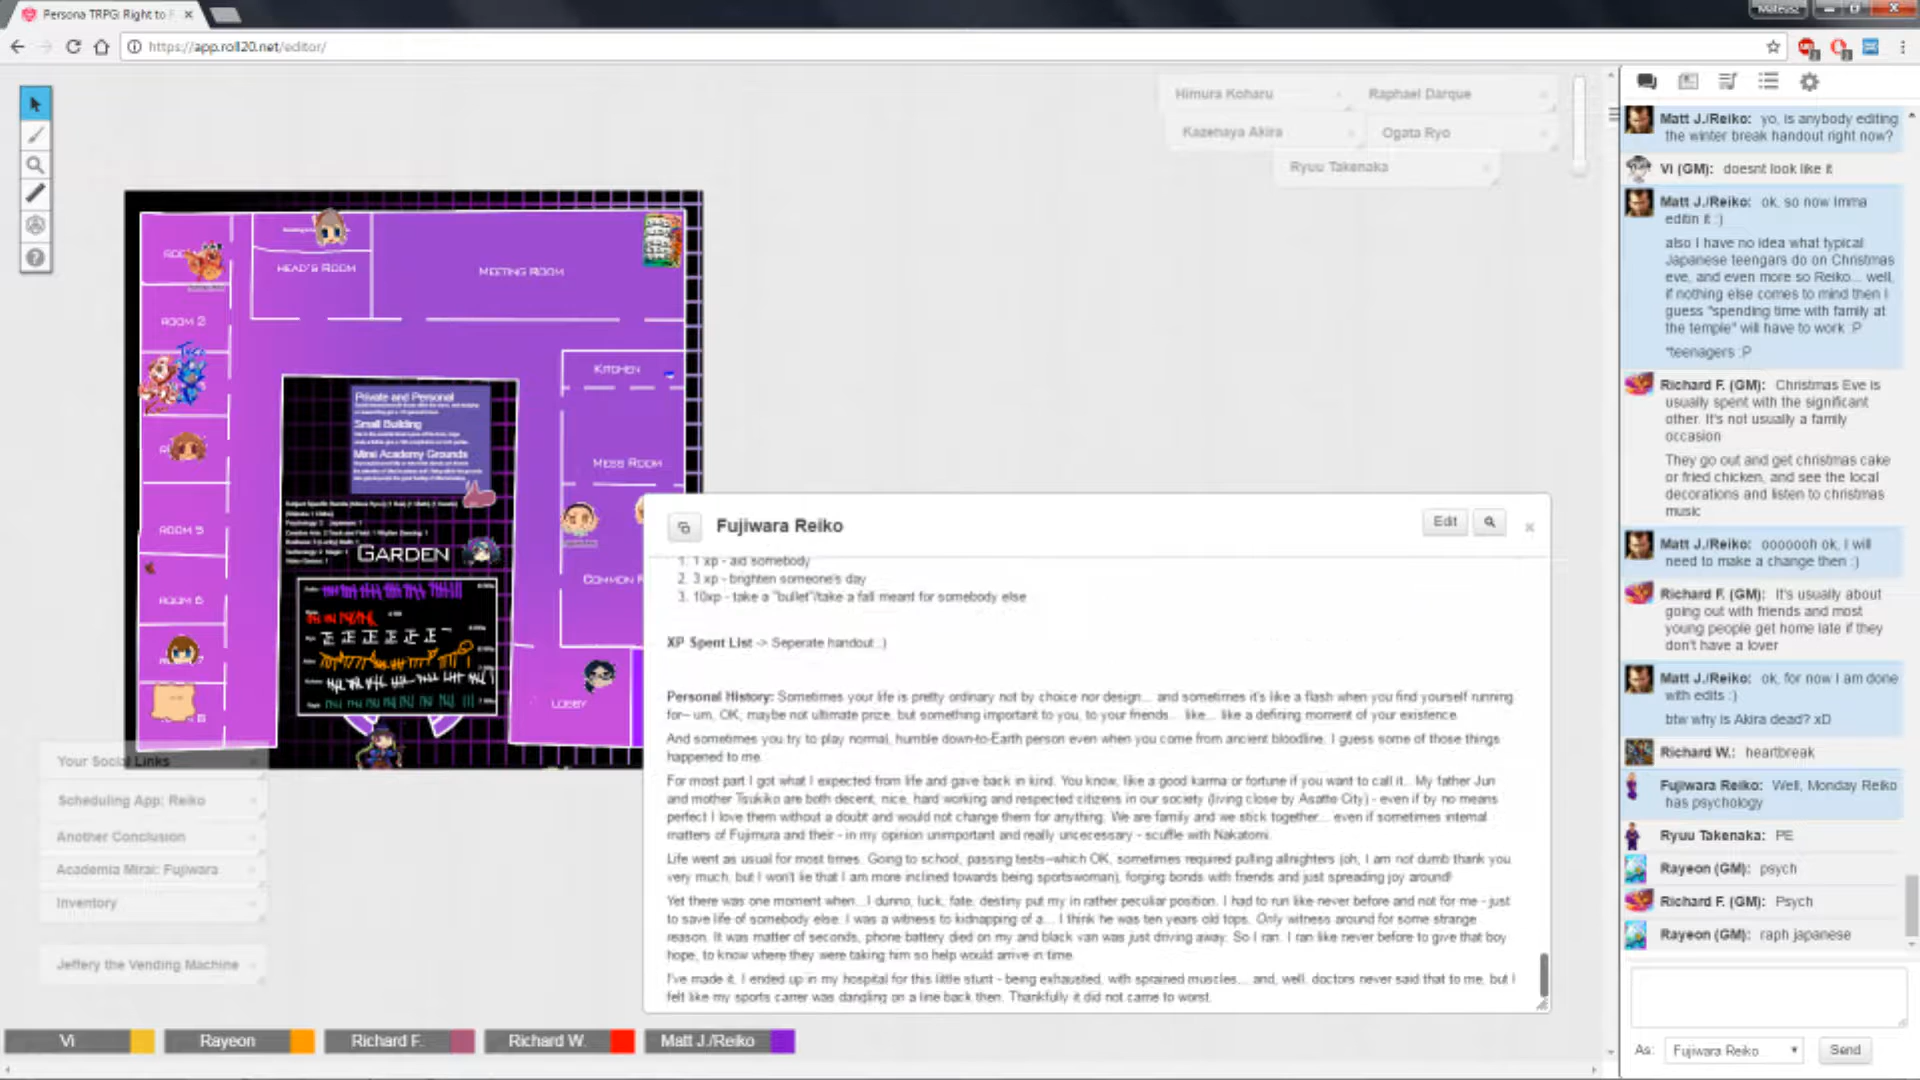 Persona TRPG: Right to
Mateusz
https://app.roll20.net/editor/
Himura Koharu
Raphael Darque
Kazenaya Akira
Ogata Ryo
Ryuu Takenaka
HEAD'S ROOM
MEETING ROOM
ROOM 2
KITCHEN
Private and Personal
Small Building
Mirai Academy Grounds
MESS ROOM
ROOM 5
GARDEN
COMMON
ROOM 6
LOBBY
Your Social Links
Scheduling App: Reiko
Another Conclusion
Academia Mirai: Fujiwara
Inventory
Jeffery the Vending Machine
Fujiwara Reiko
Edit
1. 1 xp - aid somebody
2. 3 xp - brighten someone's day
3. 10xp - take a "bullet"/take a fall meant for somebody else
XP Spent List -> Seperate handout ;)
Personal History: Sometimes your life is pretty ordinary not by choice nor design... and sometimes it's like a flash when you find yourself running
for-- um, OK, maybe not ultimate prize, but something important to you, to your friends... like... like a defining moment of your existence.
And sometimes you try to play normal, humble down-to-Earth person even when you come from ancient bloodline. I guess some of those things
happened to me.
For most part I got what I expected from life and gave back in kind. You know, like a good karma or fortune if you want to call it... My father Jun
and mother Tsukiko are both decent, nice, hard working and respected citizens in our society (living close by Asatte City) - even if by no means
perfect I love them without a doubt and would not change them for anything. We are family and we stick together... even if sometimes internal
matters of Fujimura and their - in my opinion unimportant and really uncecessary - scuffle with Nakatomi.
Life went as usual for most times. Going to school, passing tests--which OK, sometimes required pulling allnighters (oh, I am not dumb thank you
very much, but I won't lie that I am more inclined towards being sportswoman), forging bonds with friends and just spreading joy around!
Yet there was one moment when...I dunno, luck, fate, destiny put my in rather peculiar position. I had to run like never before and not for me - just
to save life of somebody else. I was a witness to kidnapping of a... I think he was ten years old tops. Only witness around for some strange
reason. It was matter of seconds, phone battery died on my and black van was just driving away. So I ran. I ran like never before to give that boy
hope, to know where they were taking him so help would arrive in time.
I've made it. I ended up in my hospital for this little stunt - being exhausted, with sprained muscles... and, well, doctors never said that to me, but I
felt like my sports carrer was dangling on a line back then. Thankfully it did not came to worst.
Vi
Rayeon
Richard F.
Richard W.
Matt J./Reiko
Matt J./Reiko: yo, is anybody editing
the winter break handout right now?
Vi (GM): doesnt look like it
Matt J./Reiko: ok, so now Imma
editin it :)
also I have no idea what typical
Japanese teengars do on Christmas
eve, and even more so Reiko... well,
if nothing else comes to mind then I
guess "spending time with family at
the temple" will have to work :P
*teenagers :P
Richard F. (GM): Christmas Eve is
usually spent with the significant
other. It's not usually a family
occasion
They go out and get christmas cake
or fried chicken, and see the local
decorations and listen to christmas
music
Matt J./Reiko: ooooooh ok, I will
need to make a change then :)
Richard F. (GM): It's usually about
going out with friends and most
young people get home late if they
don't have a lover
Matt J./Reiko: ok, for now I am done
with edits :)
btw why is Akira dead? xD
Richard W.: heartbreak
Fujiwara Reiko: Well, Monday Reiko
has psychology
Ryuu Takenaka: PE
Rayeon (GM): psych
Richard F. (GM): Psych
Rayeon (GM): raph japanese
As:
Fujiwara Reiko
Send